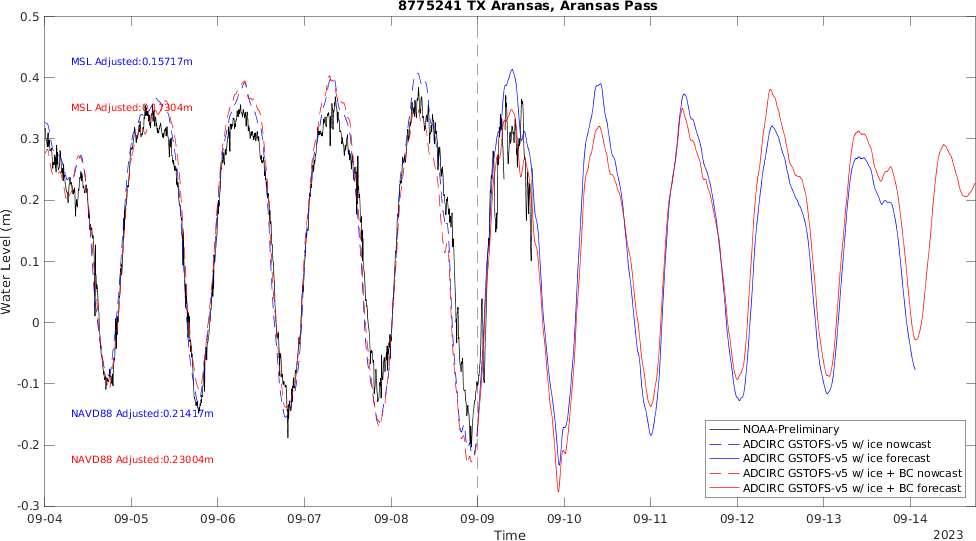 8775241 TX Aransas, Aransas Pass
0.5
0.4
0.3
0.2
0.1
0
-0.1
-0.2
-0.3
Water Level (m)
MSL Adjusted:0.15717m
MSL Adjusted:0.17304m
NAVD88 Adjusted:0.21417m
NAVD88 Adjusted:0.23004m
NOAA-Preliminary
ADCIRC GSTOFS-v5 w/ ice nowcast
ADCIRC GSTOFS-v5 w/ ice forecast
ADCIRC GSTOFS-v5 w/ ice + BC nowcast
ADCIRC GSTOFS-v5 w/ ice + BC forecast
09-04 09-05 09-06 09-07 09-08 09-09 09-10 09-11 09-12 09-13 09-14
Time
2023